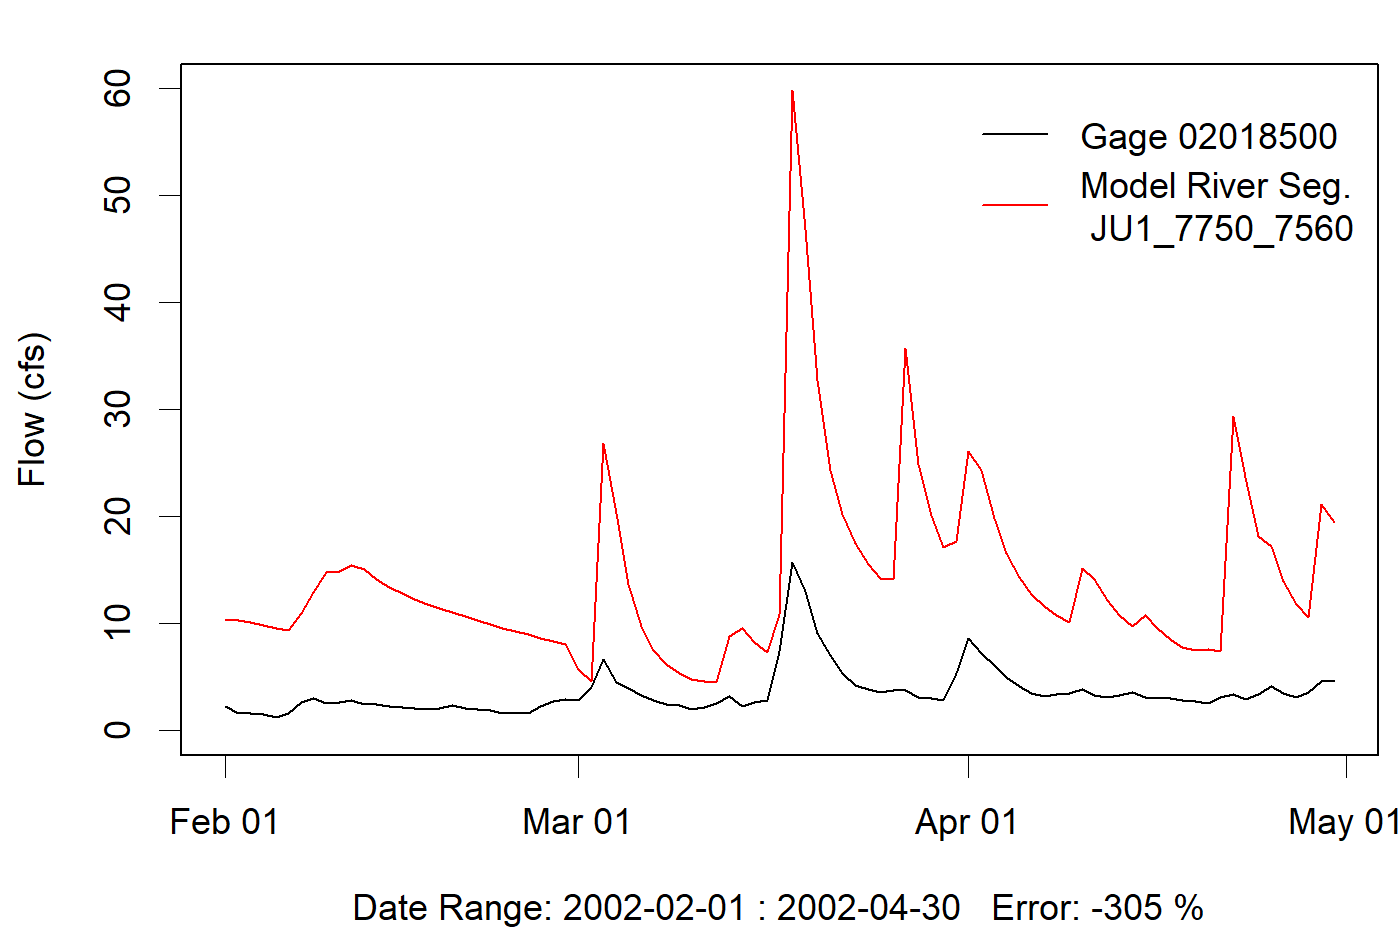 60
50
40
30
20
10
0
Flow (cfs)
Gage 02018500
Model River Seg.
JU1_7750_7560
Feb 01
Mar 01
Apr 01
May 01
Date Range: 2002-02-01 : 2002-04-30 Error: -305 %